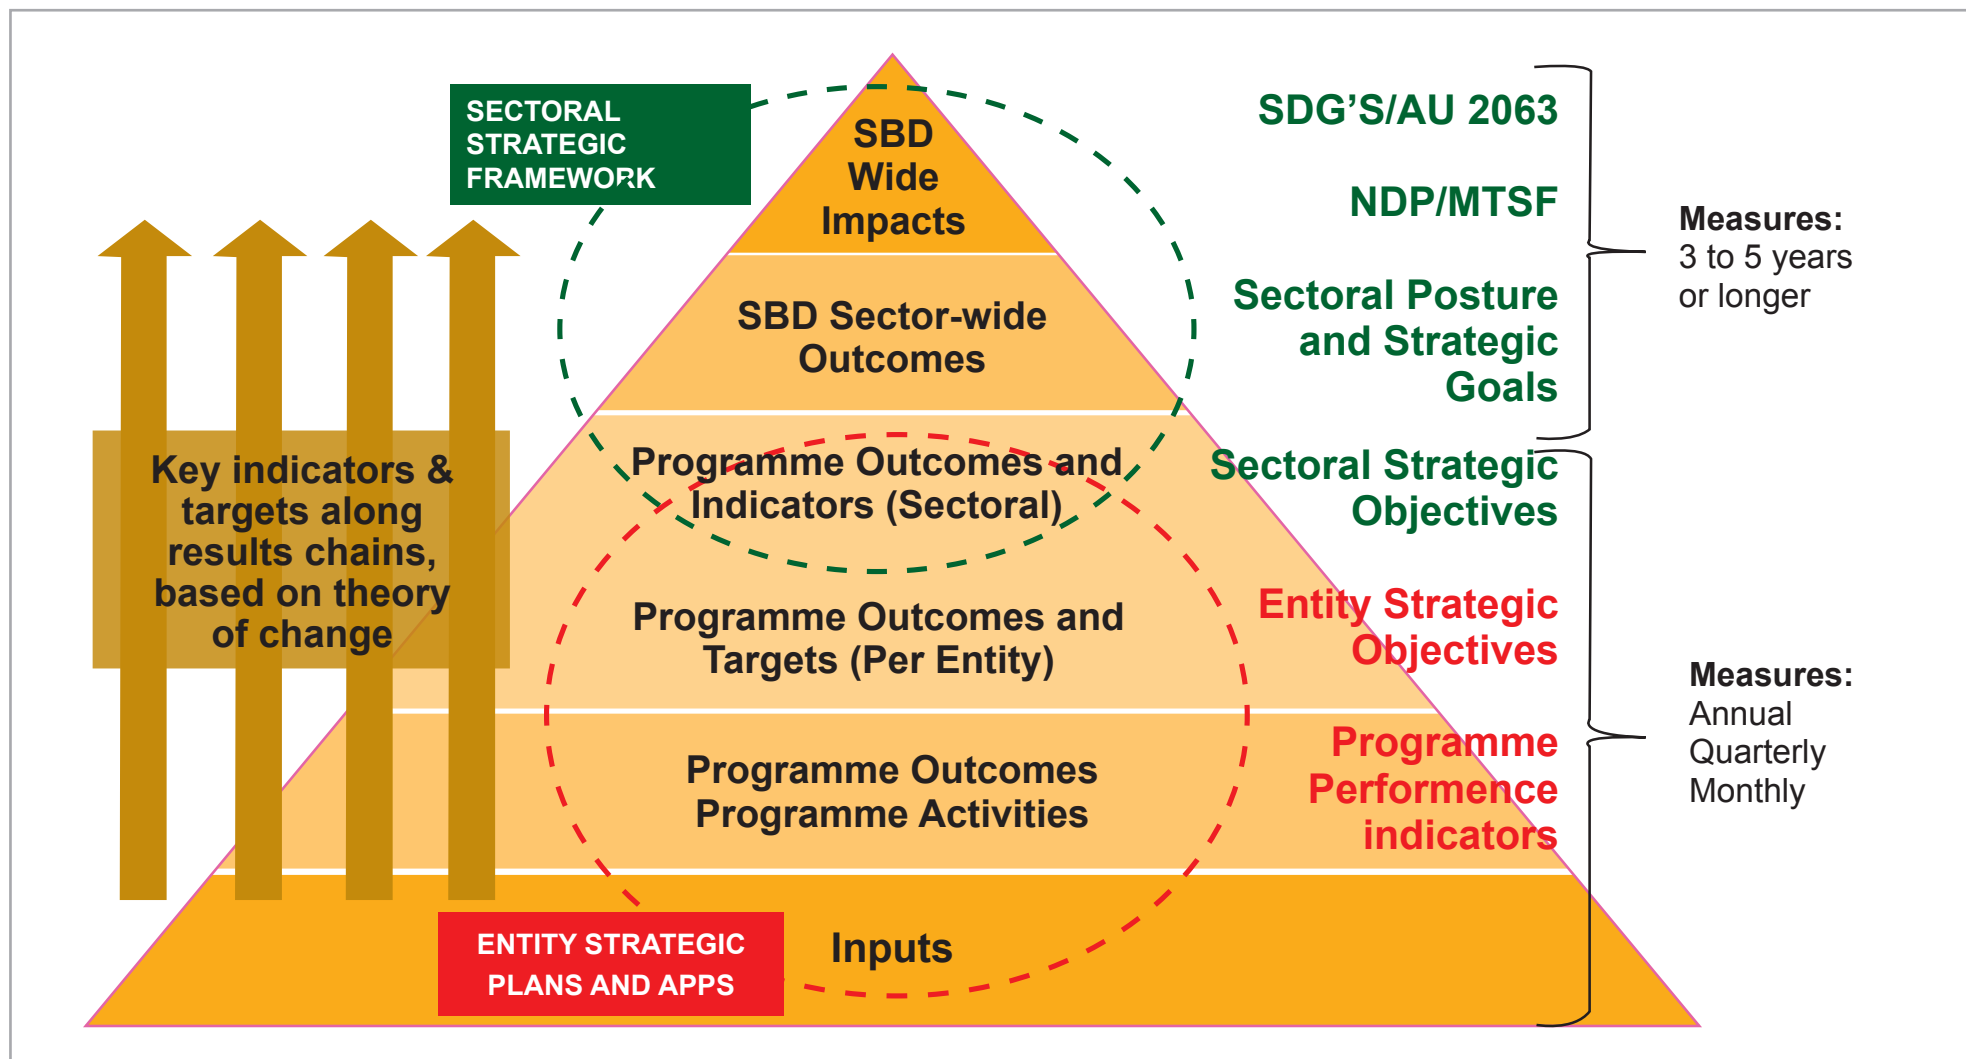 SECTORAL
STRATEGIC
FRAMEWORK
SBD
Wide
Impacts
SBD Sector-wide
Outcomes
Programme Outcomes and
Indicators (Sectoral)
Programme Outcomes and
Targets (Per Entity)
Programme Outcomes
Programme Activities
Inputs
ENTITY STRATEGIC
PLANS AND APPS
Key indicators &
targets along
results chains,
based on theory
of change
SDG'S/AU 2063
NDP/MTSF
Sectoral Posture
and Strategic
Goals
Sectoral Strategic
Objectives
Entity Strategic
Objectives
Programme
Performence
indicators
Measures:
3 to 5 years
or longer
Measures:
Annual
Quarterly
Monthly